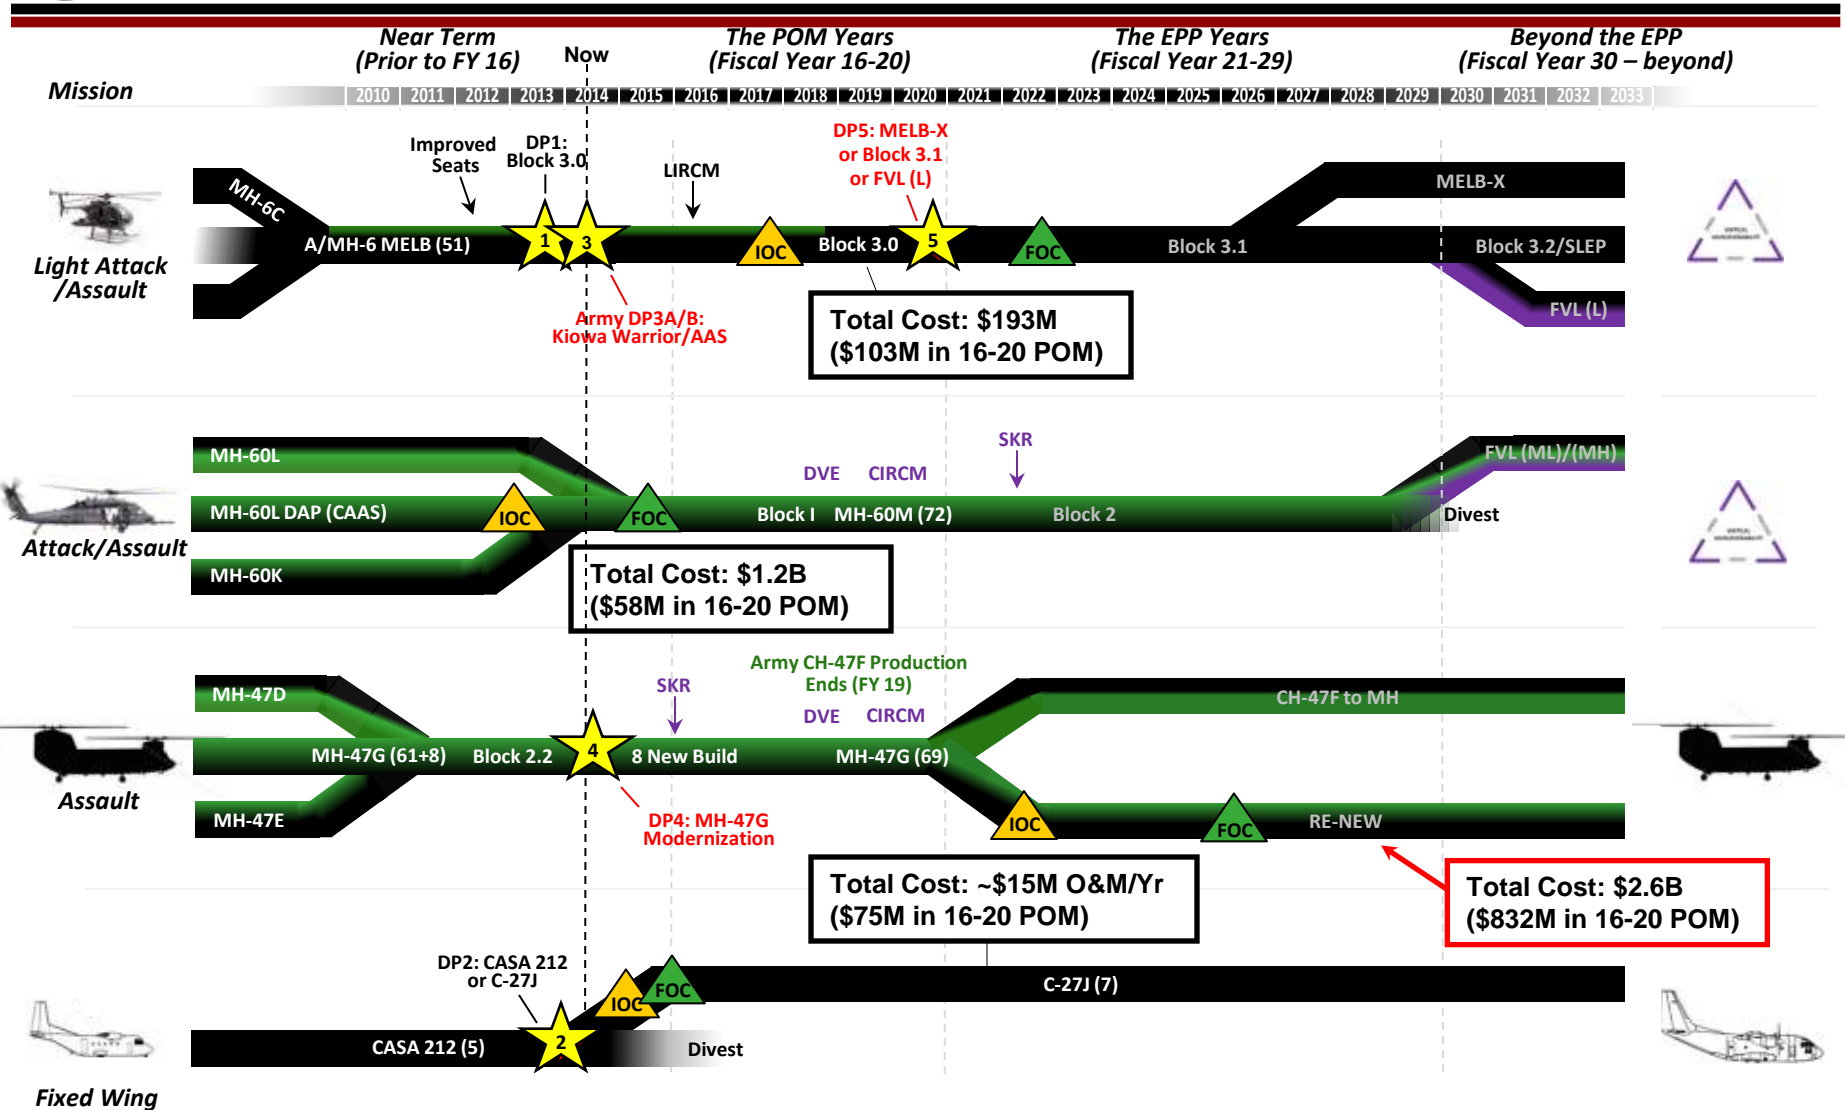 Near Term
(Prior to FY 16)
Now
The POM Years
(Fiscal Year 16-20)
The EPP Years
(Fiscal Year 21-29)
Beyond the EPP
(Fiscal Year 30 – beyond)
Mission
2010 2011 2012 2013 2014 2015 2016 2017 2018 2019 2020 2021 2022 2023 2024 2025 2026 2027 2028 2029 2030 2031 2032 2033
Improved
Seats
DP1:
Block 3.0
LIRCM
DP5: MELB-X
or Block 3.1
or FVL (L)
MH-6C
A/MH-6 MELB (51)
1
3
IOC
Block 3.0
5
FOC
Block 3.1
MELB-X
Block 3.2/SLEP
FVL (L)
Light Attack
/Assault
Army DP3A/B:
Kiowa Warrior/AAS
Total Cost: $193M
($103M in 16-20 POM)
MH-60L
MH-60L DAP (CAAS)
MH-60K
IOC
FOC
DVE
CIRCM
SKR
Block I
MH-60M (72)
Block 2
FVL (ML)/(MH)
Divest
Attack/Assault
Total Cost: $1.2B
($58M in 16-20 POM)
MH-47D
MH-47G (61+8)
MH-47E
Block 2.2
4
SKR
8 New Build
Army CH-47F Production
Ends (FY 19)
DVE
CIRCM
MH-47G (69)
CH-47F to MH
IOC
FOC
RE-NEW
Assault
DP4: MH-47G
Modernization
Total Cost: ~$15M O&M/Yr
($75M in 16-20 POM)
Total Cost: $2.6B
($832M in 16-20 POM)
DP2: CASA 212
or C-27J
IOC
FOC
C-27J (7)
CASA 212 (5)
2
Divest
Fixed Wing